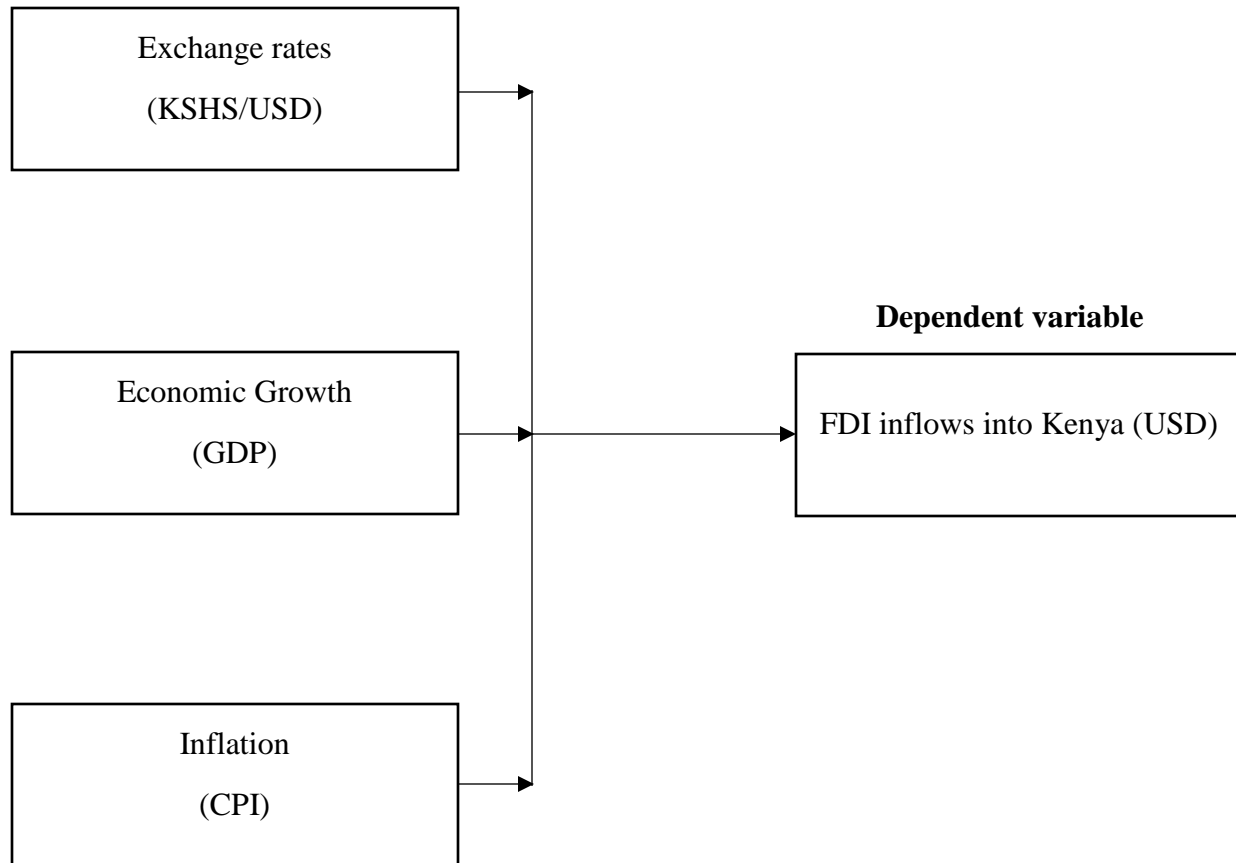 Exchange rates
(KSHS/USD)
Economic Growth
(GDP)
Inflation
(CPI)
Dependent variable
FDI inflows into Kenya (USD)